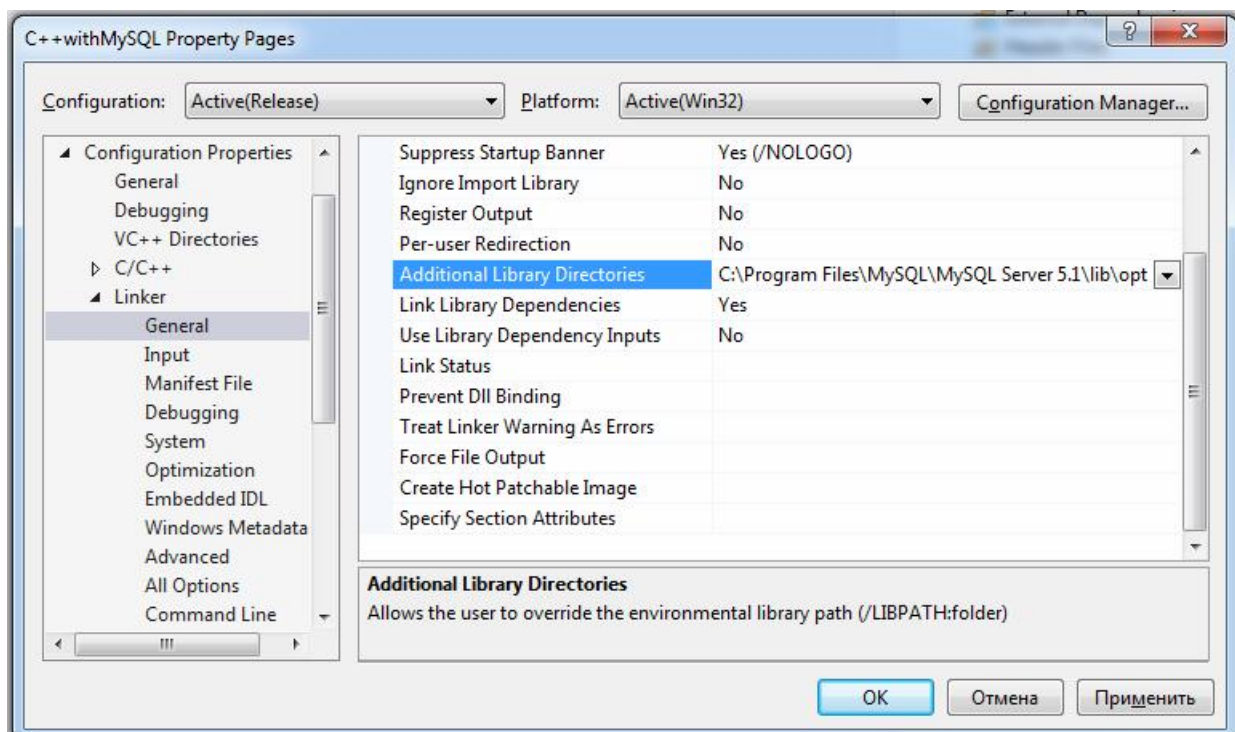 C++withMySQL Property Pages
Configuration: Active(Release) Platform: Active(Win32) Configuration Manager...
Configuration Properties
General
Debugging
VC++ Directories
C/C++
Linker
General
Input
Manifest File
Debugging
System
Optimization
Embedded IDL
Windows Metadata
Advanced
All Options
Command Line
Suppress Startup Banner Yes (/NOLOGO)
Ignore Import Library No
Register Output No
Per-user Redirection No
Additional Library Directories C:\Program Files\MySQL\MySQL Server 5.1\lib\opt
Link Library Dependencies Yes
Use Library Dependency Inputs No
Link Status
Prevent Dll Binding
Treat Linker Warning As Errors
Force File Output
Create Hot Patchable Image
Specify Section Attributes
Additional Library Directories
Allows the user to override the environmental library path (/LIBPATH:folder)
OK Отмена Применить